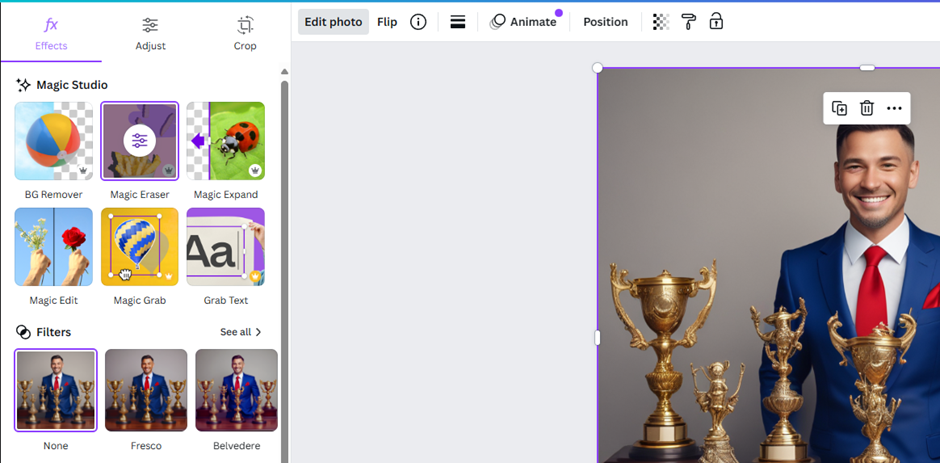 Edit photo Flip Animate Position
fx
Effects Adjust Crop
Magic Studio
BG Remover Magic Eraser Magic Expand
Aa
Magic Edit Magic Grab Grab Text
Filters See all
None Fresco Belvedere